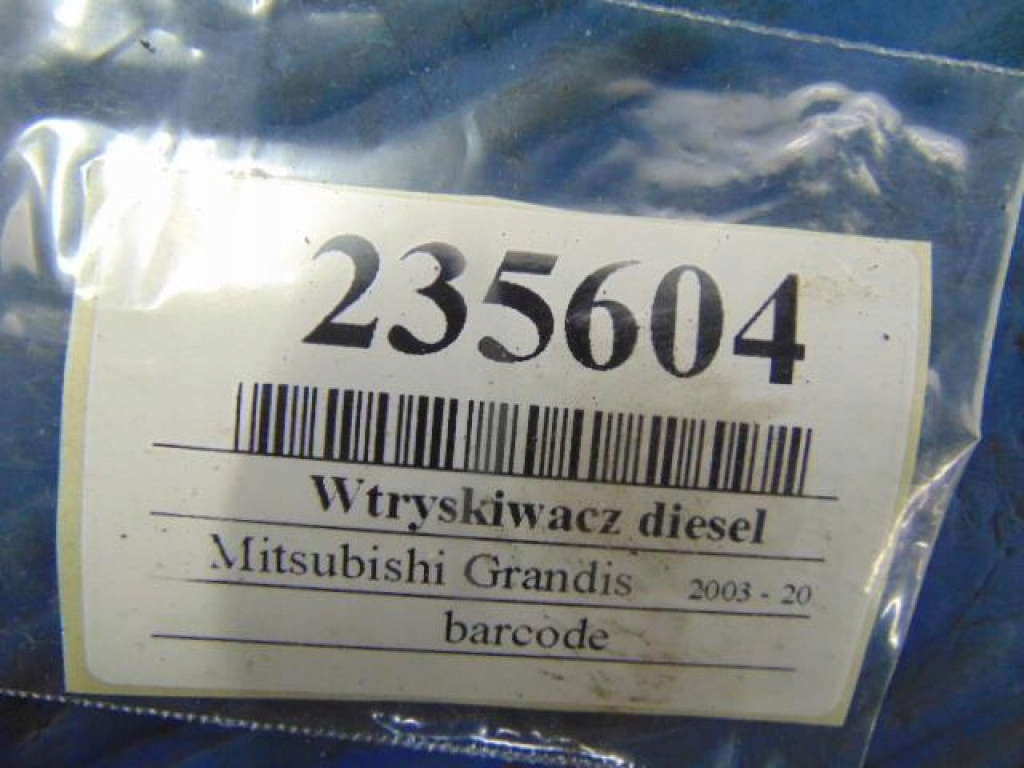 235604
Wtryskiwacz diesel
Mitsubishi Grandis 2003 - 20
barcode